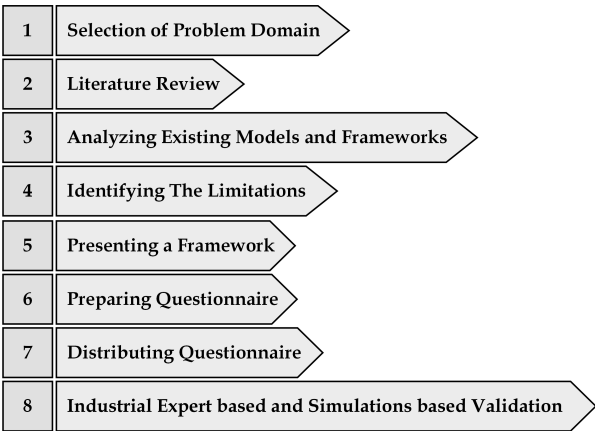 1 Selection of Problem Domain
2 Literature Review
3 Analyzing Existing Models and Frameworks
4 Identifying The Limitations
5 Presenting a Framework
6 Preparing Questionnaire
7 Distributing Questionnaire
8 Industrial Expert based and Simulations based Validation